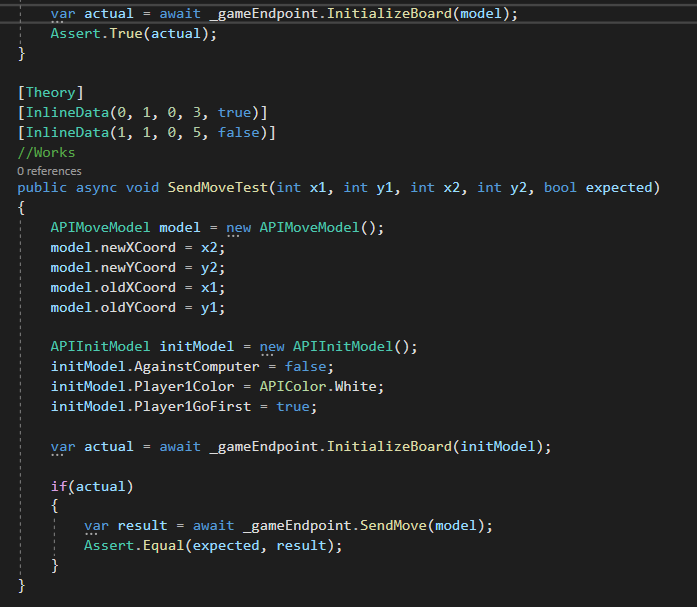 var actual = await _gameEndpoint.InitializeBoard(model);
Assert.True(actual);
}
[Theory]
[InlineData(0, 1, 0, 3, true)]
[InlineData(1, 1, 0, 5, false)]
//Works
0 references
public async void SendMoveTest(int x1, int y1, int x2, int y2, bool expected)
{
APIMoveModel model = new APIMoveModel();
model.newXCoord = x2;
model.newYCoord = y2;
model.oldXCoord = x1;
model.oldYCoord = y1;
APIInitModel initModel = new APIInitModel();
initModel.AgainstComputer = false;
initModel.Player1Color = APIColor.White;
initModel.Player1GoFirst = true;
var actual = await _gameEndpoint.InitializeBoard(initModel);
if(actual)
{
var result = await _gameEndpoint.SendMove(model);
Assert.Equal(expected, result);
}
}